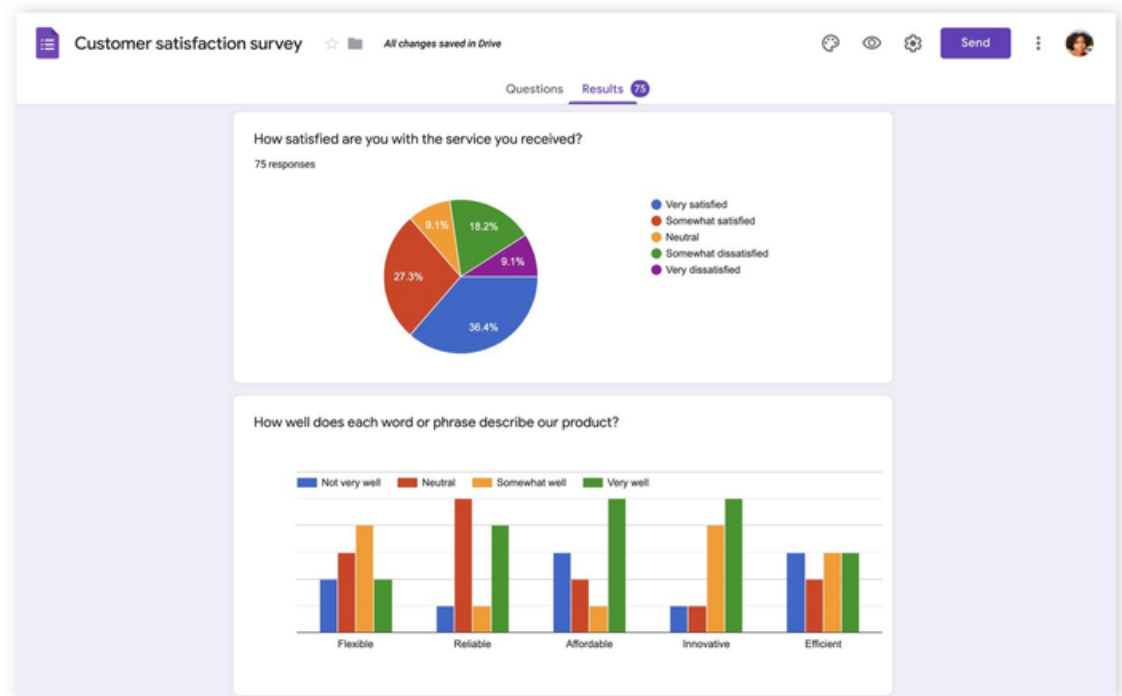 Customer satisfaction survey All changes saved in Drive Send
Questions Results 75
How satisfied are you with the service you received?
75 responses
9.1%
18.2%
9.1%
27.3%
36.4%
Very satisfied
Somewhat satisfied
Neutral
Somewhat dissatisfied
Very dissatisfied
How well does each word or phrase describe our product?
Not very well Neutral Somewhat well Very well
Flexible Reliable Affordable Innovative Efficient